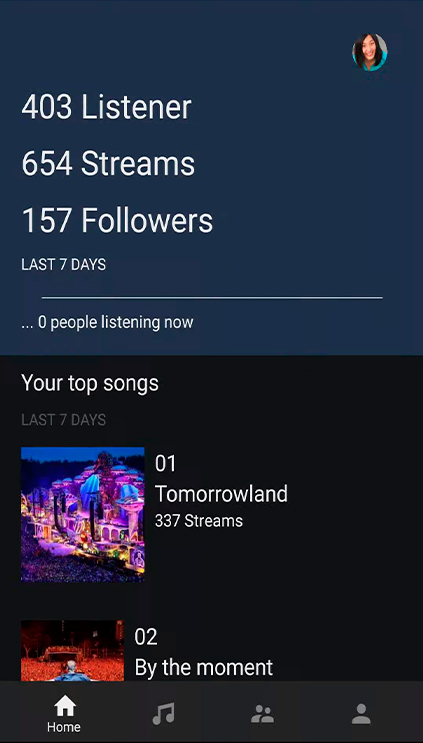 403 Listener
654 Streams
157 Followers
LAST 7 DAYS
... 0 people listening now
Your top songs
LAST 7 DAYS
01
Tomorrowland
337 Streams
02
By the moment
Home